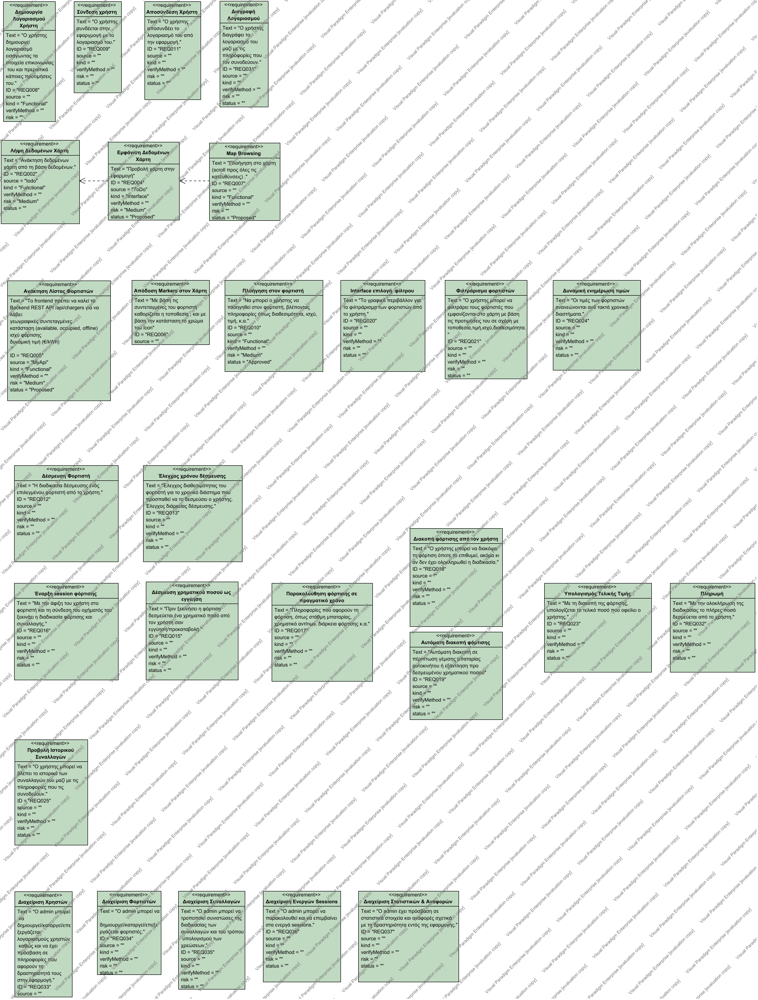 <<requirement>>
Δημιουργία
Λογαριασμού
Χρήστη
Text = "Ο χρήστης
δημιουργεί
λογαριασμό
εισάγωντας τα
στοιχεία επικοινωνίας
του και πρεραιτικά
κάποιες προτιμήσεις
του."
ID = "REQ008"
source = ""
kind = "Functional"
verifyMethod = ""
risk = ""
<<requirement>>
Σύνδεση χρήστη
Text = "Ο χρήστης
συνδέεται στην
εφαργμογή με το
λογαριασμό του."
ID = "REQ009"
source = ""
kind = ""
verifyMethod = ""
risk = ""
status = ""
<<requirement>>
Αποσύνδεση Χρήστη
Text = "Ο χρήστης
αποσυνδέει το
λογαριασμό του από
την εφαρμογή."
ID = "REQ011"
source = ""
kind = ""
verifyMethod = ""
risk = ""
status = ""
<<requirement>>
Διαγραφή
Λογαριασμού
Text = "Ο χρήστης
διαγράφει το
λογαριασμό του
μαζί με τις
πληροφορίες που
τον συνοδεύουν."
ID = "REQ031"
source = ""
kind = ""
verifyMethod = ""
risk = ""
status = ""
<<requirement>>
Λήψη Δεδομένων Χάρτη
Text = "Ανάκτηση δεδομένων
χάρτη από τη βάση δεδομένων."
ID = "REQ002"
source = "todo"
kind = "Functional"
verifyMethod = ""
risk = "Medium"
status = ""
<<requirement>>
Εμφάνιση Δεδομένων
Χάρτη
Text = "Προβολή χάρτη στην
εφαρμογή"
ID = "REQ004"
source = "ToDo"
kind = "Interface"
verifyMethod = ""
risk = "Medium"
status = "Proposed"
<<requirement>>
Map Browsing
Text = "Πλοήγηση στο χάρτη
(scroll προς όλες τις
κατευθύνσεις) ."
ID = "REQ007"
source = ""
kind = "Functional"
verifyMethod = ""
risk = ""
status = "Proposed"
<<requirement>>
Ανάκτηση Λίστας Φορτιστών
Text = "Το frontend πρέπει να καλεί το
Backend REST API /api/chargers για να
λάβει:
γεωγραφικές συντεταγμένες
κατάσταση (available, occupied, offline)
ισχύ φόρτισης
δυναμική τιμή (€/kWh)
"
ID = "REQ005"
source = "MyApi"
kind = "Functional"
verifyMethod = ""
risk = "Medium"
status = "Proposed"
<<requirement>>
Απόδοση Markers στον Χάρτη
Text = "Με βάση τις
συντεταγμένες του φορτιστή
καθορίζεται η τοποθεσία , και με
βάση την κατάσταση το χρώμα
του icon"
ID = "REQ006"
source = ""
<<requirement>>
Πλοήγηση στον φορτιστή
Text = "Να μπορεί ο χρήστης να
πλοηγηθεί στον φορτιστή, βλέποντας
πληροφορίες όπως διαθεσιμότητα, ισχύ,
τιμή, κ.α."
ID = "REQ010"
source = ""
kind = "Functional"
verifyMethod = ""
risk = "Medium"
status = "Approved"
<<requirement>>
Interface επιλογή φίλτρου
Text = "Το γραφικό περιβάλλον για
το φιλτράρισμα των φορτιστών από
το χρήστη."
ID = "REQ020"
source = ""
kind = ""
verifyMethod = ""
risk = ""
status = ""
<<requirement>>
Φιλτράρισμα φορτιστών
Text = "Ο χρήστης μπορεί να
φιλτράρει τους φορτιστές που
εμφανίζονται στο χάρτη με βάση
τις προτιμήσεις του σε σχέση με
τοποθεσία,τιμή,ισχύ,διαθεσιμότητα.
"
ID = "REQ021"
source = ""
kind = ""
verifyMethod = ""
risk = ""
status = ""
<<requirement>>
Δυναμική ενημέρωση τιμών
Text = "Οι τιμές των φορτιστών
ανανεώνονται ανά τακτά χρονικά
διαστήματα."
ID = "REQ024"
source = ""
kind = ""
verifyMethod = ""
risk = ""
status = ""
<<requirement>>
Δέσμευση Φορτιστή
Text = "Η διαδικασία δέσμευσης ενός
επιλεγμένου φορτιστή από το χρήστη."
ID = "REQ012"
source = ""
kind = ""
verifyMethod = ""
risk = ""
status = ""
<<requirement>>
Έλεγχος χρόνου δέσμευσης
Text = "Έλεγχος διαθεσιμότητας του
φορτιστή για το χρονικό διάστημα που
προσπαθεί να το δεσμεύσει ο χρήστης.
Έλεγχος διάρκειας δέσμευσης."
ID = "REQ013"
source = ""
kind = ""
verifyMethod = ""
risk = ""
status = ""
<<requirement>>
Διακοπή φόρτισης από τον χρήστη
Text = "Ο χρήστης μπορεί να διακόψει
τη φόρτιση όποτε το επιθυμεί, ακόμα κι
αν δεν έχει ολοκληρωθεί η διαδικασία."
ID = "REQ018"
source = ""
kind = ""
verifyMethod = ""
risk = ""
status = ""
<<requirement>>
Έναρξη session φόρτισης
Text = "Με την άφιξη του χρήστη στο
φορτιστή και τη σύνδεση του οχήματός του
ξεκινάει η διαδικασία φόρτισης και
συναλλαγής."
ID = "REQ016"
source = ""
kind = ""
verifyMethod = ""
risk = ""
status = ""
<<requirement>>
Δέσμευση χρηματικού ποσού ως
εγγύηση
Text = "Πριν ξεκινήσει η φόρτιση
δεσμεύεται ένα χρηματικό ποσό από
τον χρήστη σαν
εγγύηση/προκαταβολή."
ID = "REQ015"
source = ""
kind = ""
verifyMethod = ""
risk = ""
status = ""
<<requirement>>
Παρακολούθηση φόρτισης σε
πραγματικό χρόνο
Text = "Πληροφορίες που αφορούν τη
φόρτιση, όπως στάθμη μπαταρίας,
χρηματικό αντίτιμο, διάρκεια φόρτισης κ.α."
ID = "REQ017"
source = ""
kind = ""
verifyMethod = ""
risk = ""
status = ""
<<requirement>>
Αυτόματη διακοπή φόρτισης
Text = "Αυτόματη διακοπή σε
πέριπτωση γέμισης μπαταρίας
αυτοκινήτου ή εξάντληση προ
δεσμευμένου χρηματικού ποσού"
ID = "REQ019"
source = ""
kind = ""
verifyMethod = ""
risk = ""
status = ""
<<requirement>>
Υπολογισμός Τελικής Τιμής
Text = "Με τη διακοπή της φόρτισης,
υπολογίζεται το τελικό ποσό που οφείλει ο
χρήστης."
ID = "REQ023"
source = ""
kind = ""
verifyMethod = ""
risk = ""
status = ""
<<requirement>>
Πληρωμή
Text = "Με την ολοκλήρωση της
διαδικασίας το πλήρες ποσό
δεσμεύεται από το χρήστη."
ID = "REQ032"
source = ""
kind = ""
verifyMethod = ""
risk = ""
status = ""
<<requirement>>
Προβολή Ιστορικού
Συναλλαγών
Text = "Ο χρήστης μπορεί να
βλέπει το ιστορικό των
συναλλαγών του μαζί με τις
πληροφορίες που τις
συνοδεύουν."
ID = "REQ025"
source = ""
kind = ""
verifyMethod = ""
risk = ""
status = ""
<<requirement>>
Διαχείριση Χρηστών
Text = "Ο admin μπορεί
να
δημιουργεί/καταργεί/επε
ξεργάζεται
λογαριασμούς χρηστών
καθώς και να έχει
πρόσβαση σε
πληροφορίες που
αφορούν τη
δραστηριότητά τους
στην εφαρμογή."
ID = "REQ033"
source = ""
<<requirement>>
Διαχείριση Φορτιστών
Text = "Ο admin μπορεί να
δημιουργεί/καταργεί/επεξε
ργάζεται φορτιστές."
ID = "REQ034"
source = ""
kind = ""
verifyMethod = ""
risk = ""
status = ""
<<requirement>>
Διαχείριση Συναλλαγών
Text = "Ο admin μπορεί να
τροποποιεί συνιστώσες της
διαδικασίας των
συναλλαγών και του τρόπου
υπολογισμού των
χρεώσεων."
ID = "REQ035"
source = ""
kind = ""
verifyMethod = ""
risk = ""
status = ""
<<requirement>>
Διαχείριση Ενεργών Sessions
Text = "Ο admin μπορεί να
παρακολουθεί και να επεμβαίνει
στα ενεργά sessions."
ID = "REQ036"
source = ""
kind = ""
verifyMethod = ""
risk = ""
status = ""
<<requirement>>
Διαχείριση Στατιστικών & Αναφορών
Text = "Ο admin έχει πρόσβαση σε
στατιστικά στοιχεία και αναφορές σχετικά
με τη δραστηριότητα εντός της εφαρμογής."
ID = "REQ037"
source = ""
kind = ""
verifyMethod = ""
risk = ""
status = ""
Visual Paradigm Enterprise [evaluation copy]